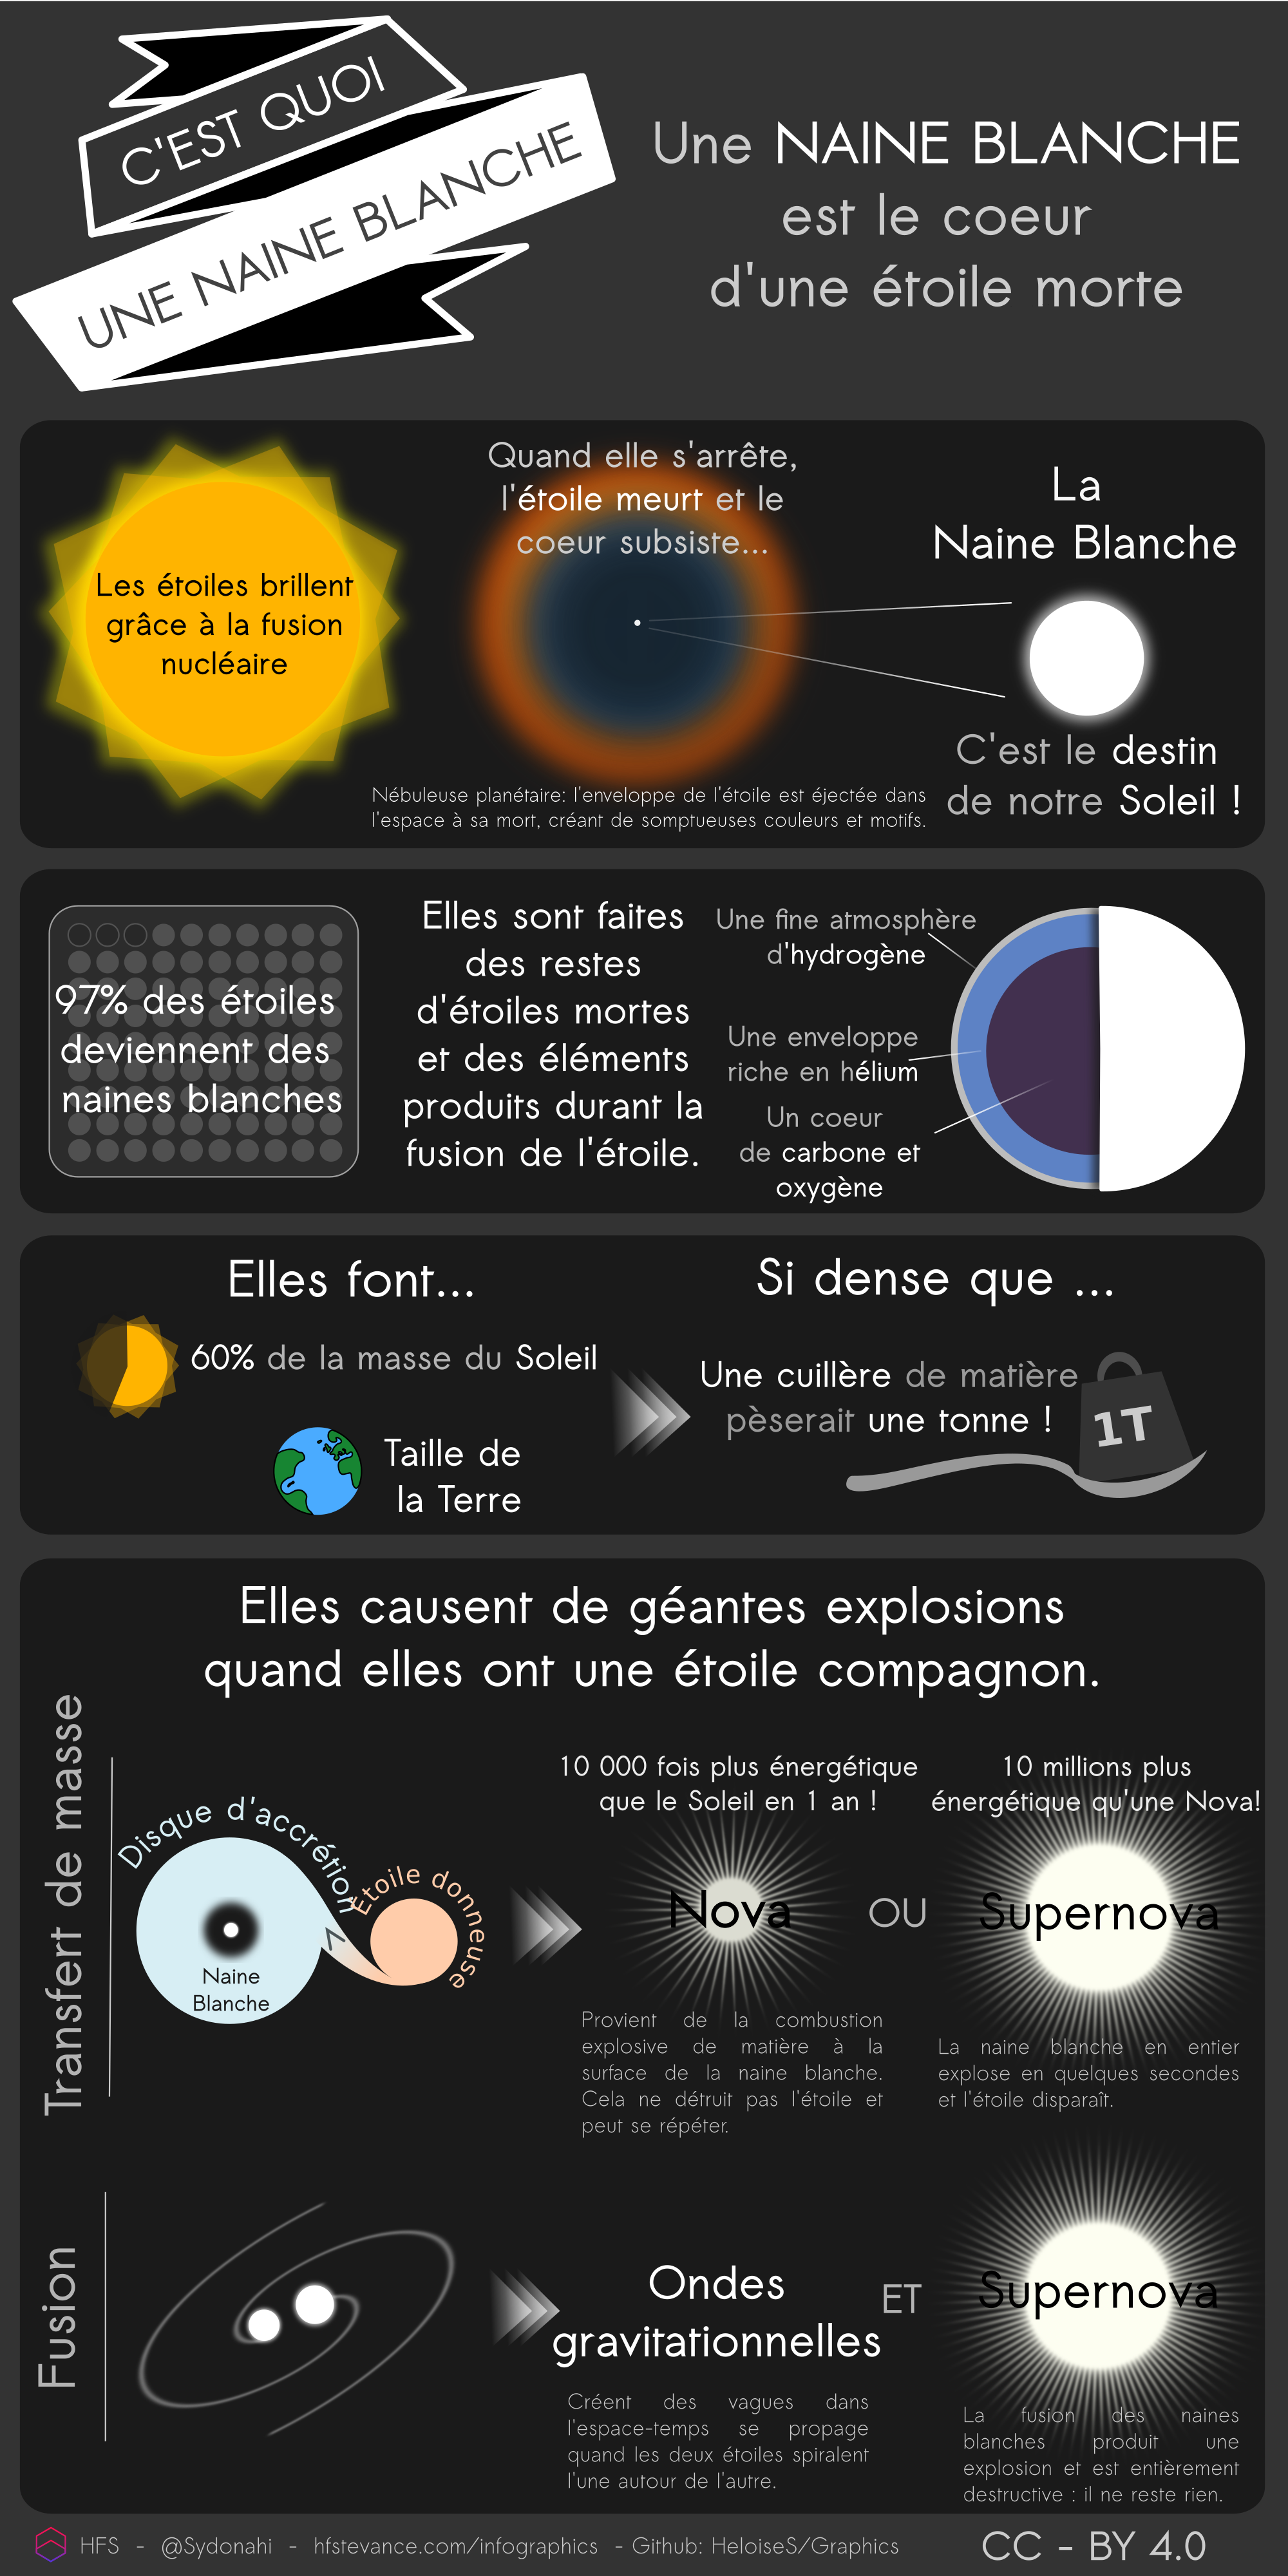 C'EST QUOI
UNE NAINE BLANCHE
Une NAINE BLANCHE
est le coeur
d'une étoile morte
Les étoiles brillent
grâce à la fusion
nucléaire
Quand elle s'arrête,
l'étoile meurt et le
coeur subsiste...
Nébuleuse planétaire: l'enveloppe de l'étoile est éjectée dans
l'espace à sa mort, créant de somptueuses couleurs et motifs.
La
Naine Blanche
C'est le destin
de notre Soleil !
97% des étoiles
deviennent des
naines blanches
Elles sont faites
des restes
d'étoiles mortes
et des éléments
produits durant la
fusion de l'étoile.
Une fine atmosphère
d'hydrogène
Une enveloppe
riche en hélium
Un coeur
de carbone et
oxygène
Elles font...
60% de la masse du Soleil
Taille de
la Terre
Si dense que ...
Une cuillère de matière
pèserait une tonne !
1T
Elles causent de géantes explosions
quand elles ont une étoile compagnon.
Transfert de masse
Disque d'accrétion
Etoile donneuse
Naine
Blanche
10 000 fois plus énergétique
que le Soleil en 1 an !
Nova
Provient de la combustion
explosive de matière à la
surface de la naine blanche.
Cela ne détruit pas l'étoile et
peut se répéter.
OU
10 millions plus
énergétique qu'une Nova!
Supernova
La naine blanche en entier
explose en quelques secondes
et l'étoile disparaît.
Fusion
Ondes
gravitationnelles
Créent des vagues dans
l'espace-temps se propage
quand les deux étoiles spiralent
l'une autour de l'autre.
ET
Supernova
La fusion des naines
blanches produit une
explosion et est entièrement
destructive : il ne reste rien.
HFS - @Sydonahi - hfstevance.com/infographics - Github: HeloiseS/Graphics
CC - BY 4.0